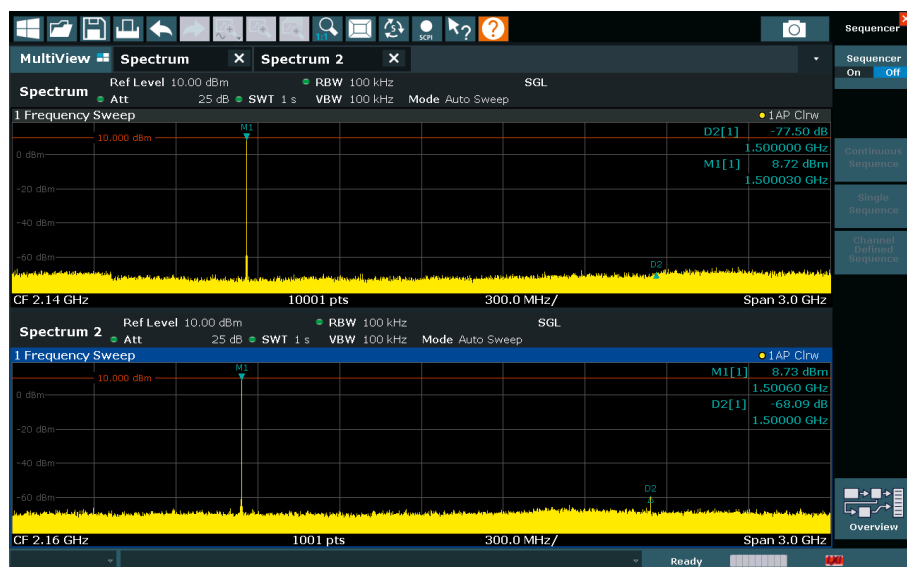 1:1
SCPI
Sequencer
MultiView Spectrum X Spectrum 2 X
Sequencer
On Off
Spectrum
Ref Level 10.00 dBm RBW 100 kHz SGL
Att 25 dB SWT 1 s VBW 100 kHz Mode Auto Sweep
1 Frequency Sweep 1AP Clrw
M1
10.000 dBm
D2[1] -77.50 dB
1.500000 GHz
M1[1] 8.72 dBm
1.500030 GHz
0 dBm
-20 dBm
-40 dBm
-60 dBm
D2
CF 2.14 GHz 10001 pts 300.0 MHz/ Span 3.0 GHz
Continuous
Sequence
Single
Sequence
Channel
Defined
Sequence
Spectrum 2
Ref Level 10.00 dBm RBW 100 kHz SGL
Att 25 dB SWT 1 s VBW 100 kHz Mode Auto Sweep
1 Frequency Sweep 1AP Clrw
M1
10.000 dBm
M1[1] 8.73 dBm
1.50060 GHz
D2[1] -68.09 dB
1.50000 GHz
0 dBm
-20 dBm
-40 dBm
-60 dBm
D2
CF 2.16 GHz 1001 pts 300.0 MHz/ Span 3.0 GHz
Overview
Ready